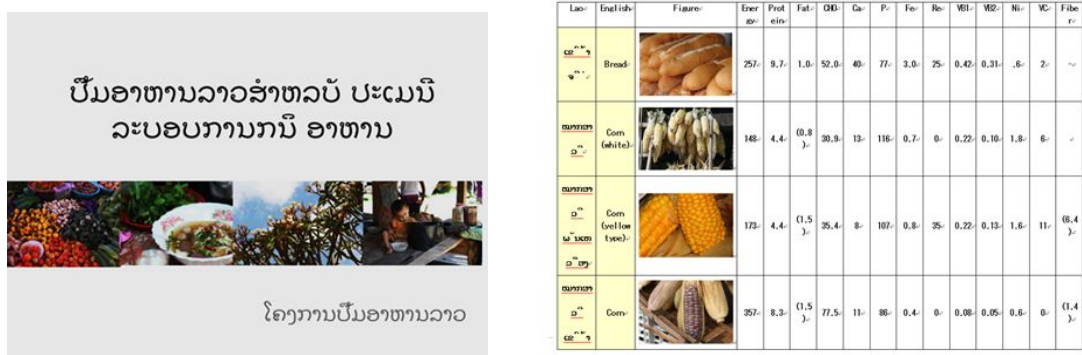 ປຶ້ມອາຫານລາວສຳຫລບັ ປະເມນີ
ລະບອບການກນິ ອາຫານ
ໂຄງການປຶ້ມອາຫານລາວ
Lao English Figure Energy Protein Fat CHO Ca P Fe Re VB1 VB2 Ni VC Fiber
Bread 257 9.7 1.0 52.0 40 77 3.0 25 0.42 0.31 .6 2 ~
Corn (white) 148 4.4 (0.8) 30.9 13 116 0.7 0 0.22 0.10 1.8 6
Corn (yellow type) 173 4.4 (1.5) 35.4 8 107 0.8 35 0.22 0.13 1.6 11 (6.4)
Corn 357 8.3 (1.5) 77.5 11 86 0.4 0 0.08 0.05 0.6 0 (1.4)